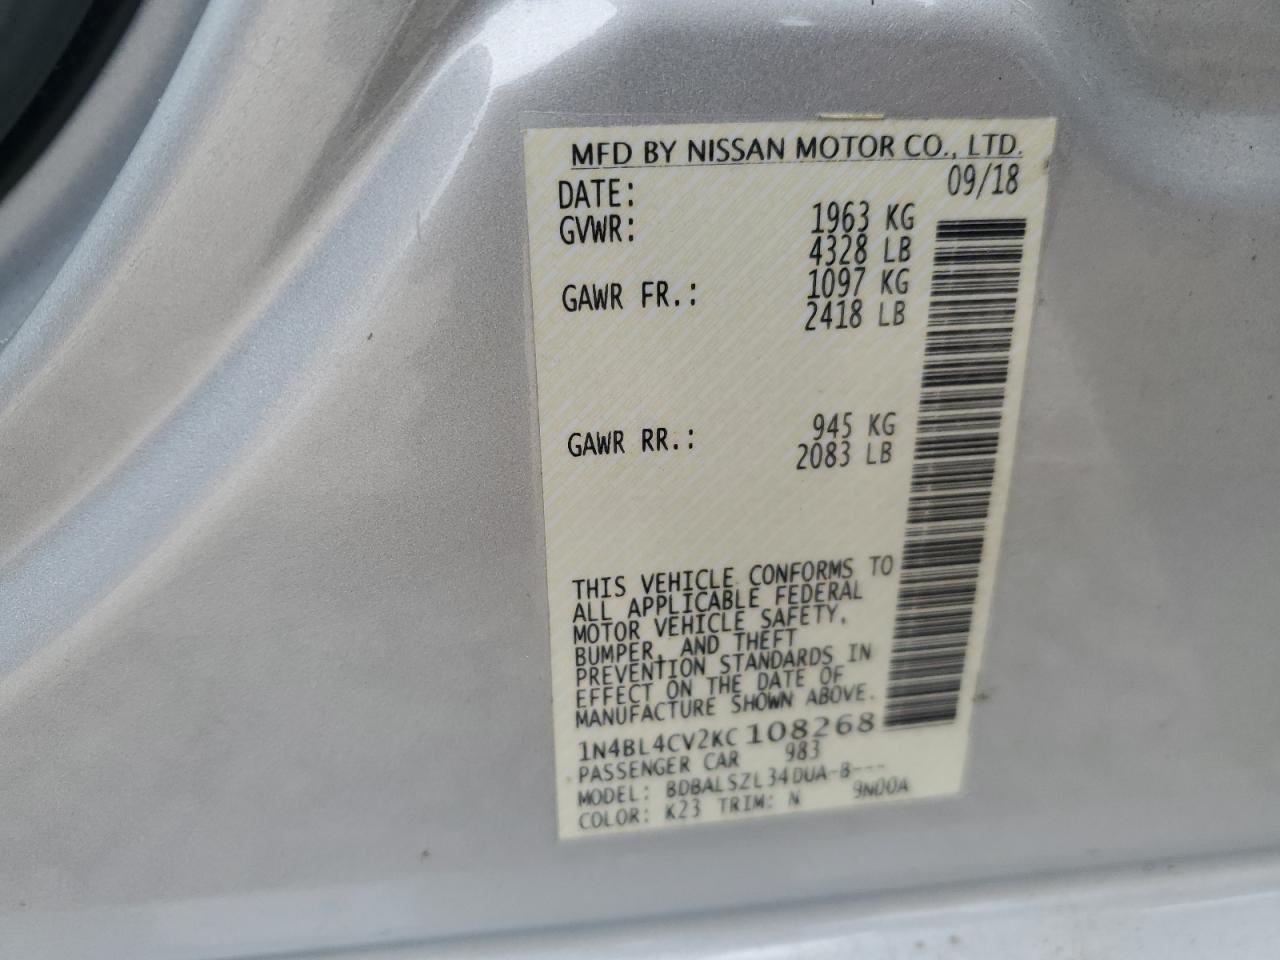 MFD BY NISSAN MOTOR CO., LTD.
DATE: 09/18
GVWR: 1963 KG
4328 LB
GAWR FR.: 1097 KG
2418 LB
GAWR RR.: 945 KG
2083 LB
THIS VEHICLE CONFORMS TO
ALL APPLICABLE FEDERAL
MOTOR VEHICLE SAFETY,
BUMPER, AND THEFT
PREVENTION STANDARDS IN
EFFECT ON THE DATE OF
MANUFACTURE SHOWN ABOVE.
1N4BL4CV2KC108268
PASSENGER CAR 983
MODEL: BDBALSZL34DUA-B---
COLOR: K23 TRIM: N 9N00A